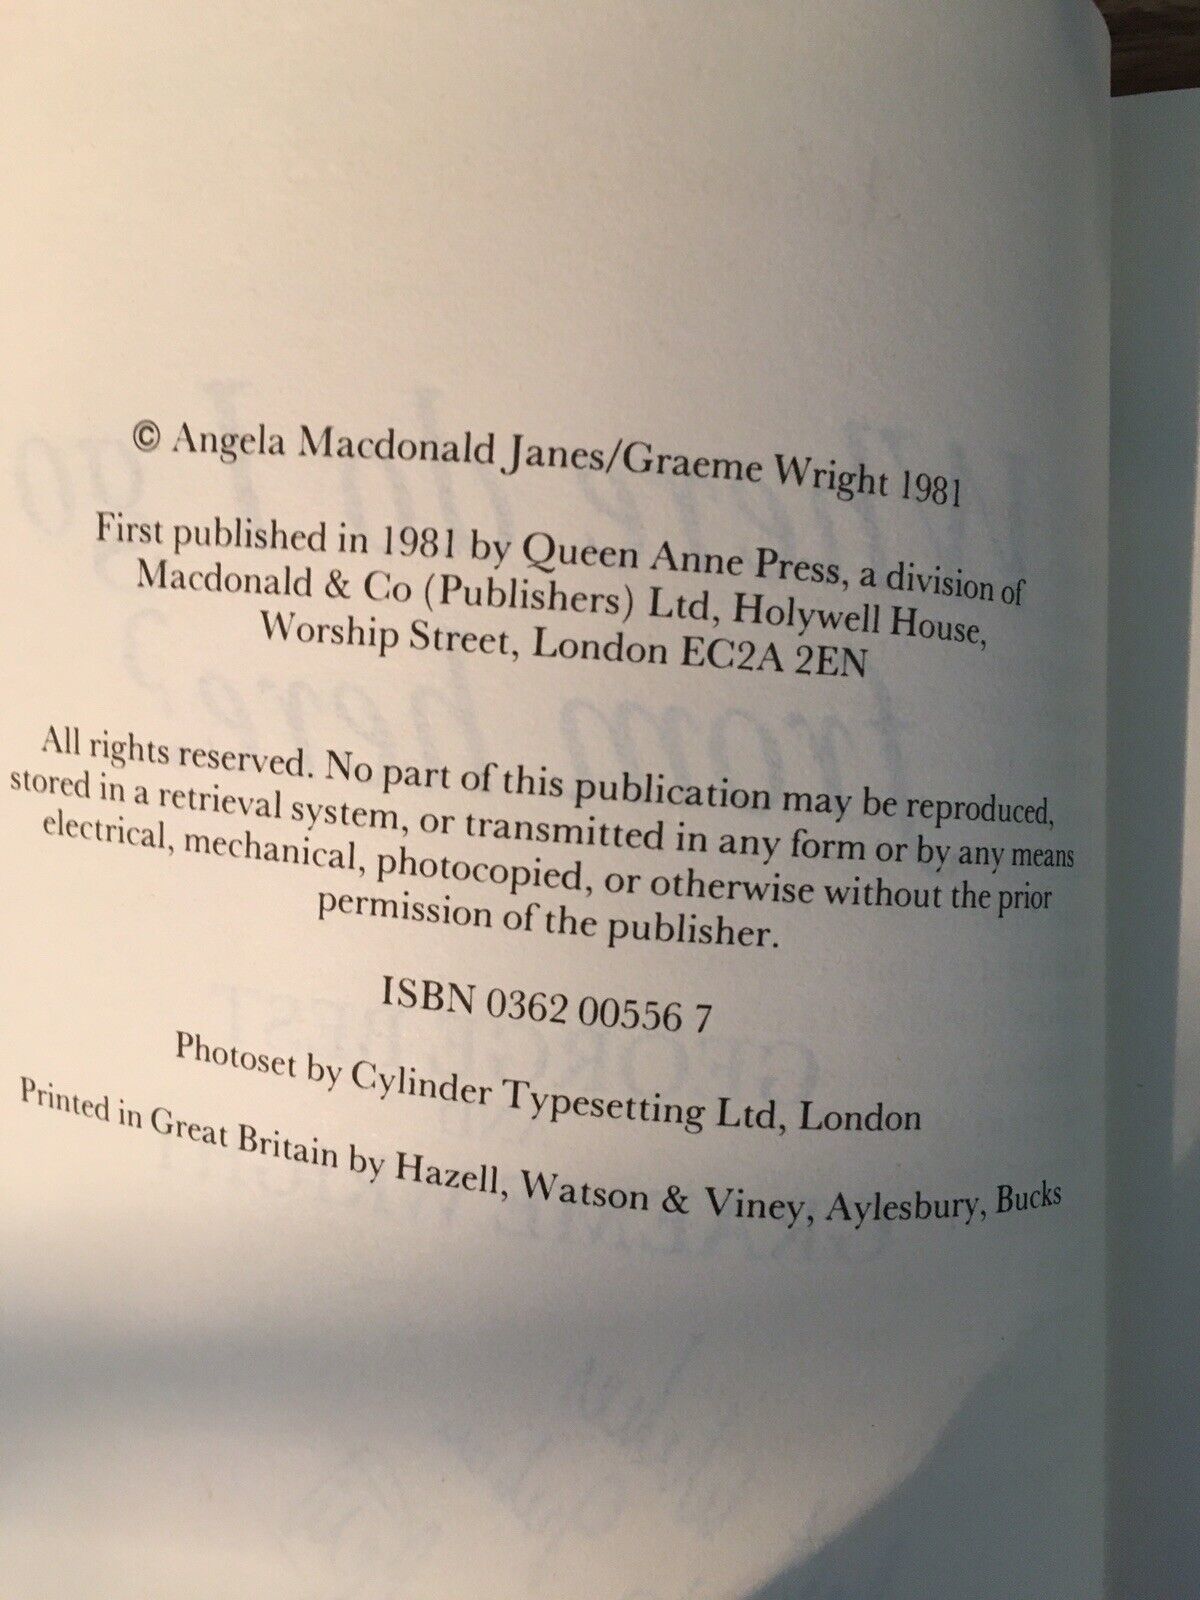 © Angela Macdonald Janes/Graeme Wright 1981
First published in 1981 by Queen Anne Press, a division of
Macdonald & Co (Publishers) Ltd, Holywell House,
Worship Street, London EC2A 2EN
All rights reserved. No part of this publication may be reproduced,
stored in a retrieval system, or transmitted in any form or by any means
electrical, mechanical, photocopied, or otherwise without the prior
permission of the publisher.
ISBN 0362 00556 7
Photoset by Cylinder Typesetting Ltd, London
Printed in Great Britain by Hazell, Watson & Viney, Aylesbury, Bucks